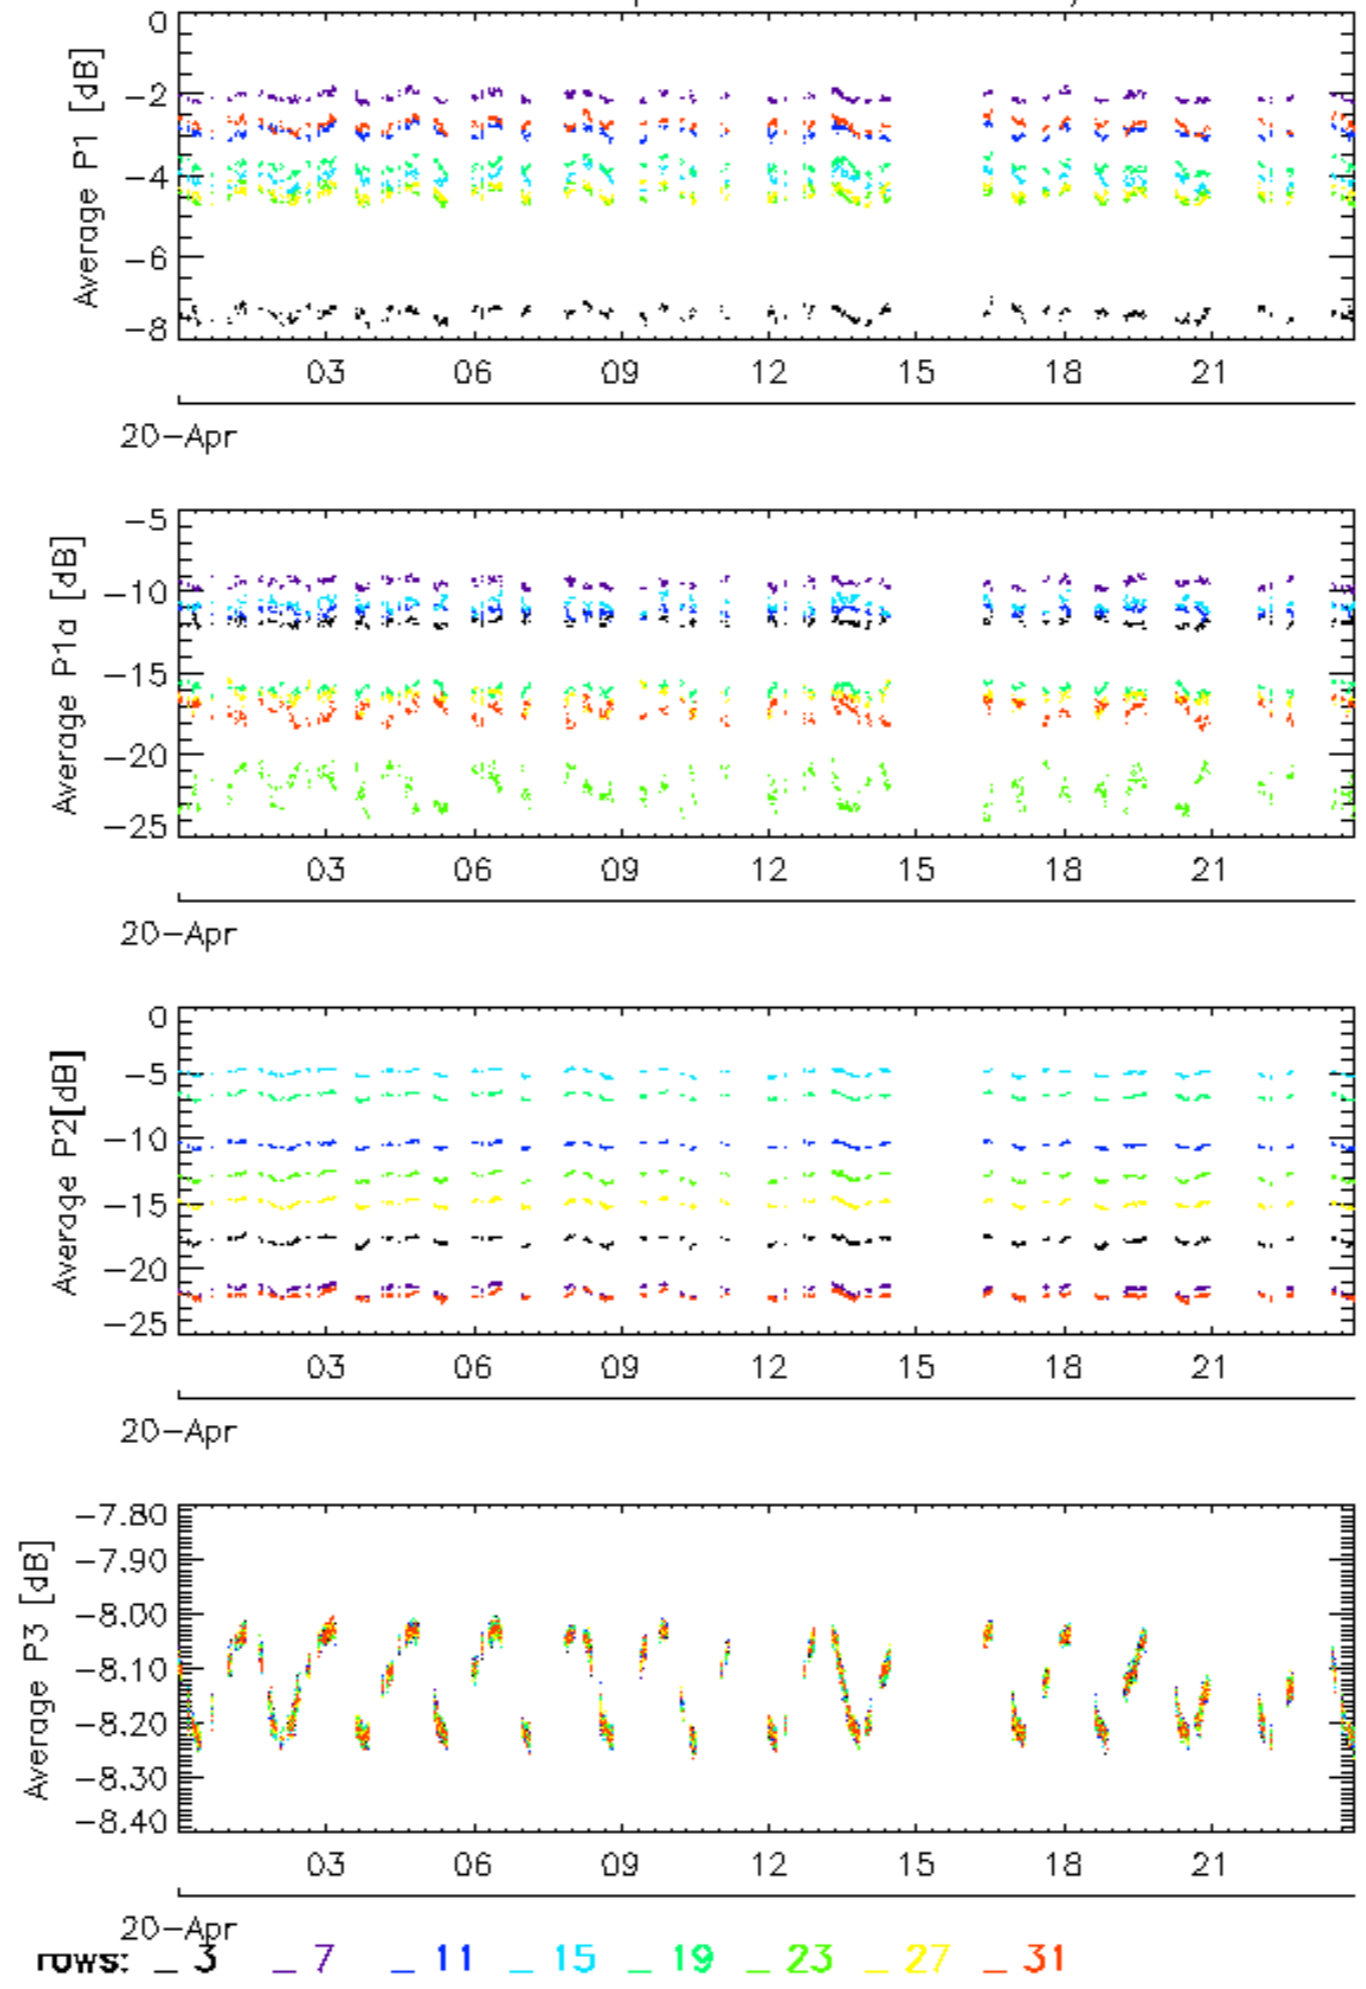 0
Average P1 [dB]
−2
−4
−6
−8
03 06 09 12 15 18 21
20−Apr
−5
Average P1a [dB]
−10
−15
−20
−25
03 06 09 12 15 18 21
20−Apr
0
Average P2[dB]
−5
−10
−15
−20
−25
03 06 09 12 15 18 21
20−Apr
−7.80
Average P3 [dB]
−7.90
−8.00
−8.10
−8.20
−8.30
−8.40
03 06 09 12 15 18 21
20−Apr
rows: _ 3 _ 7 _ 11 _ 15 _ 19 _ 23 _ 27 _ 31